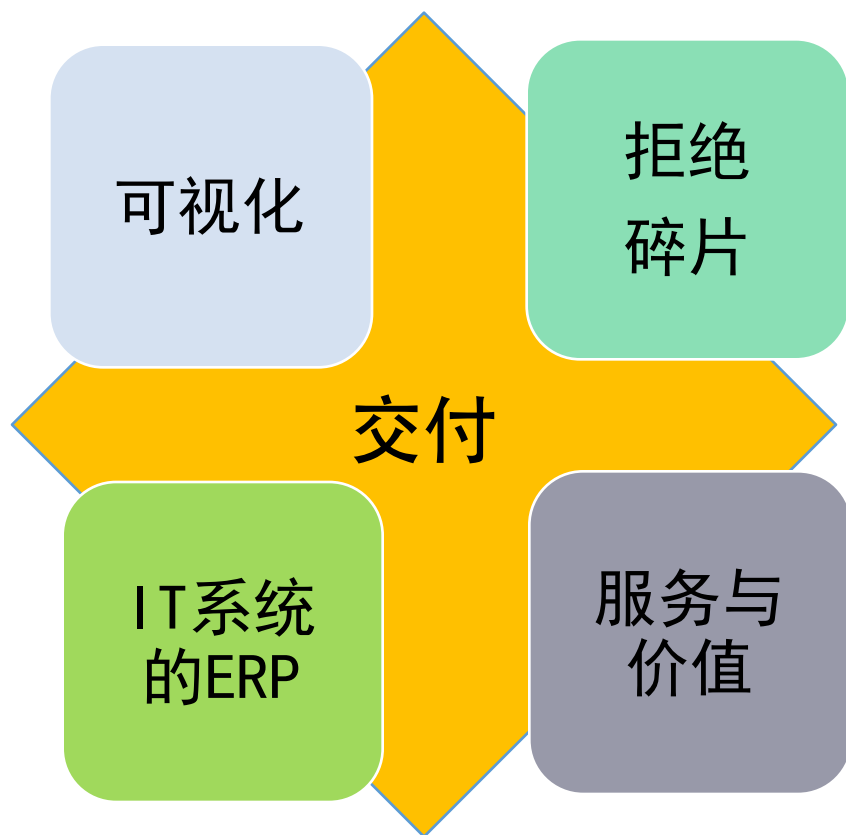 可视化
拒绝
碎片
交付
IT系统
的ERP
服务与
价值